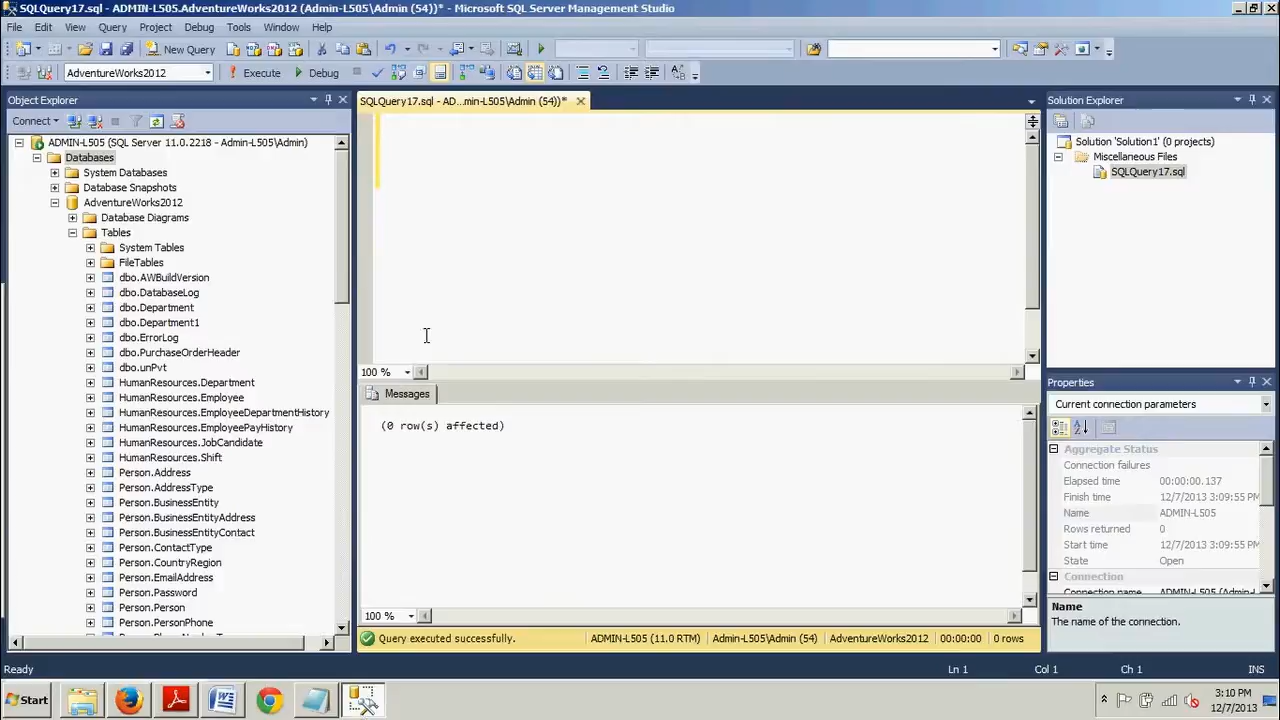 SQLQuery17.sql - ADMIN-L505.AdventureWorks2012 (Admin-L505\Admin (54))* - Microsoft SQL Server Management Studio
File Edit View Query Project Debug Tools Window Help
New Query
AdventureWorks2012 Execute Debug
Object Explorer
Connect
ADMIN-L505 (SQL Server 11.0.2218 - Admin-L505\Admin)
Databases
System Databases
Database Snapshots
AdventureWorks2012
Database Diagrams
Tables
System Tables
FileTables
dbo.AWBuildVersion
dbo.DatabaseLog
dbo.Department
dbo.Department1
dbo.ErrorLog
dbo.PurchaseOrderHeader
dbo.unPvt
HumanResources.Department
HumanResources.Employee
HumanResources.EmployeeDepartmentHistory
HumanResources.EmployeePayHistory
HumanResources.JobCandidate
HumanResources.Shift
Person.Address
Person.AddressType
Person.BusinessEntity
Person.BusinessEntityAddress
Person.BusinessEntityContact
Person.ContactType
Person.CountryRegion
Person.EmailAddress
Person.Password
Person.Person
Person.PersonPhone
SQLQuery17.sql - AD...min-L505\Admin (54))*
100 %
Messages
(0 row(s) affected)
100 %
Query executed successfully. ADMIN-L505 (11.0 RTM) Admin-L505\Admin (54) AdventureWorks2012 00:00:00 0 rows
Solution Explorer
Solution 'Solution1' (0 projects)
Miscellaneous Files
SQLQuery17.sql
Properties
Current connection parameters
Aggregate Status
Connection failures
Elapsed time 00:00:00.137
Finish time 12/7/2013 3:09:55 PM
Name ADMIN-L505
Rows returned 0
Start time 12/7/2013 3:09:55 PM
State Open
Connection
Connection name ADMIN-L505 (Admin-
Name
The name of the connection.
Ready Ln 1 Col 1 Ch 1 INS
Start 3:10 PM
12/7/2013